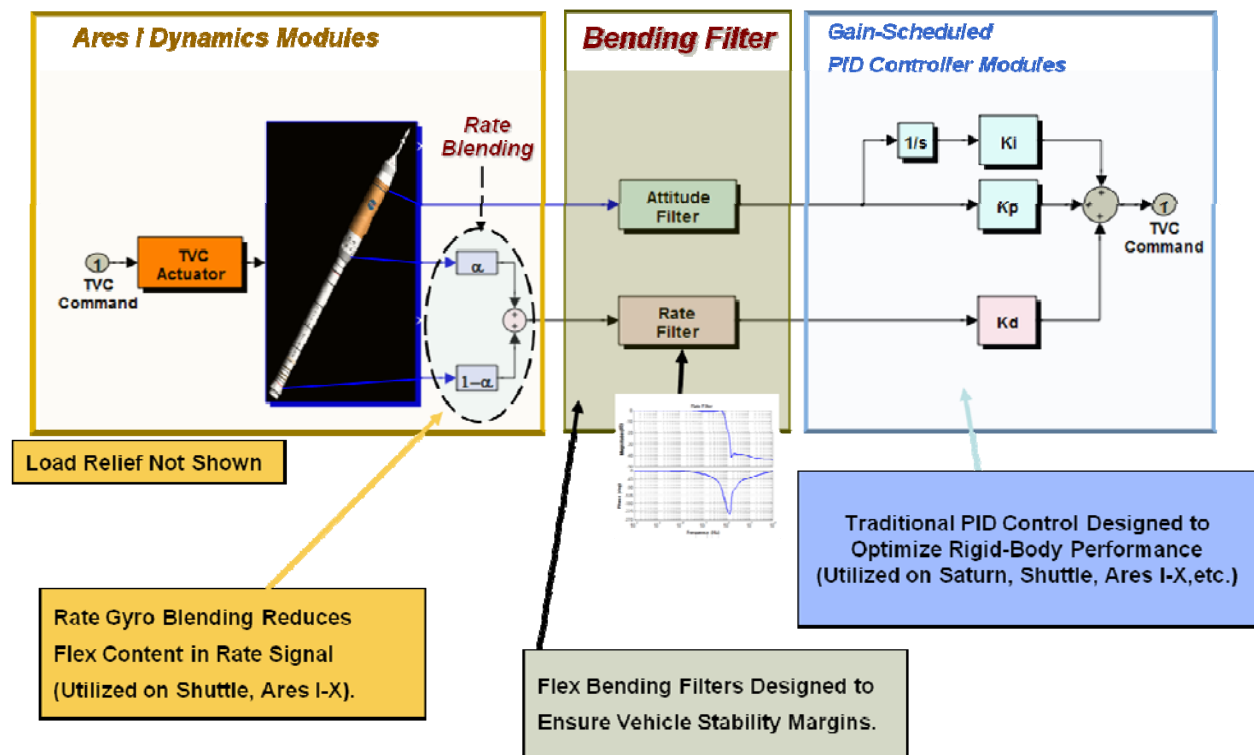 Ares I Dynamics Modules
Bending Filter
Gain-Scheduled
PID Controller Modules
Rate
Blending
1/s
Ki
Attitude
Filter
Kp
1
TVC
Command
1
TVC
Command
TVC
Actuator
α
1-α
Rate
Filter
Kd
Rate Filter
Load Relief Not Shown
Traditional PID Control Designed to
Optimize Rigid-Body Performance
(Utilized on Saturn, Shuttle, Ares I-X,etc.)
Rate Gyro Blending Reduces
Flex Content in Rate Signal
(Utilized on Shuttle, Ares I-X).
Flex Bending Filters Designed to
Ensure Vehicle Stability Margins.